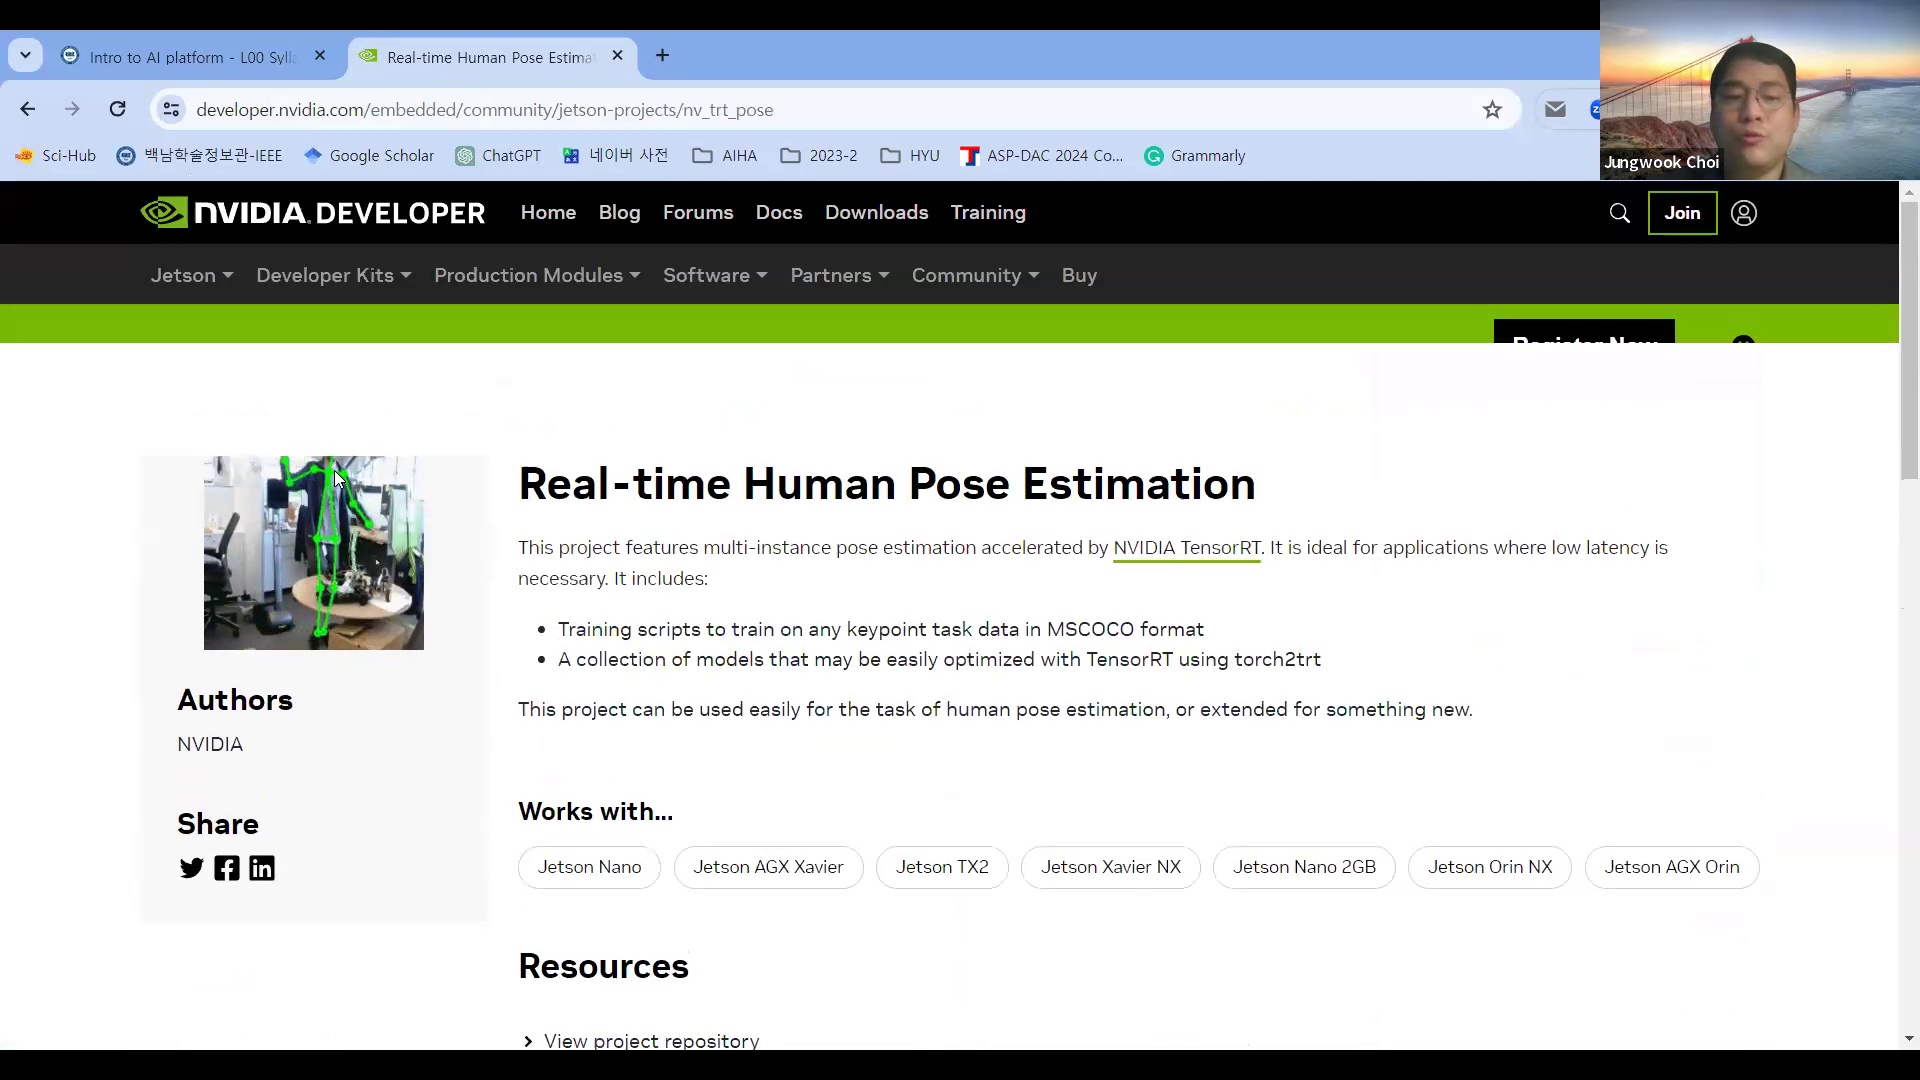 Intro to AI platform - L00 Syll
Real-time Human Pose Estima
developer.nvidia.com/embedded/community/jetson-projects/nv_trt_pose
Sci-Hub
백남학술정보관-IEEE
Google Scholar
ChatGPT
네이버 사전
AIHA
2023-2
HYU
ASP-DAC 2024 Co...
Grammarly
Jungwook Choi
NVIDIA. DEVELOPER
Home
Blog
Forums
Docs
Downloads
Training
Join
Jetson
Developer Kits
Production Modules
Software
Partners
Community
Buy
Register Now
Real-time Human Pose Estimation
This project features multi-instance pose estimation accelerated by NVIDIA TensorRT. It is ideal for applications where low latency is
necessary. It includes:
Training scripts to train on any keypoint task data in MSCOCO format
A collection of models that may be easily optimized with TensorRT using torch2trt
This project can be used easily for the task of human pose estimation, or extended for something new.
Authors
NVIDIA
Share
Works with...
Jetson Nano
Jetson AGX Xavier
Jetson TX2
Jetson Xavier NX
Jetson Nano 2GB
Jetson Orin NX
Jetson AGX Orin
Resources
View project repository